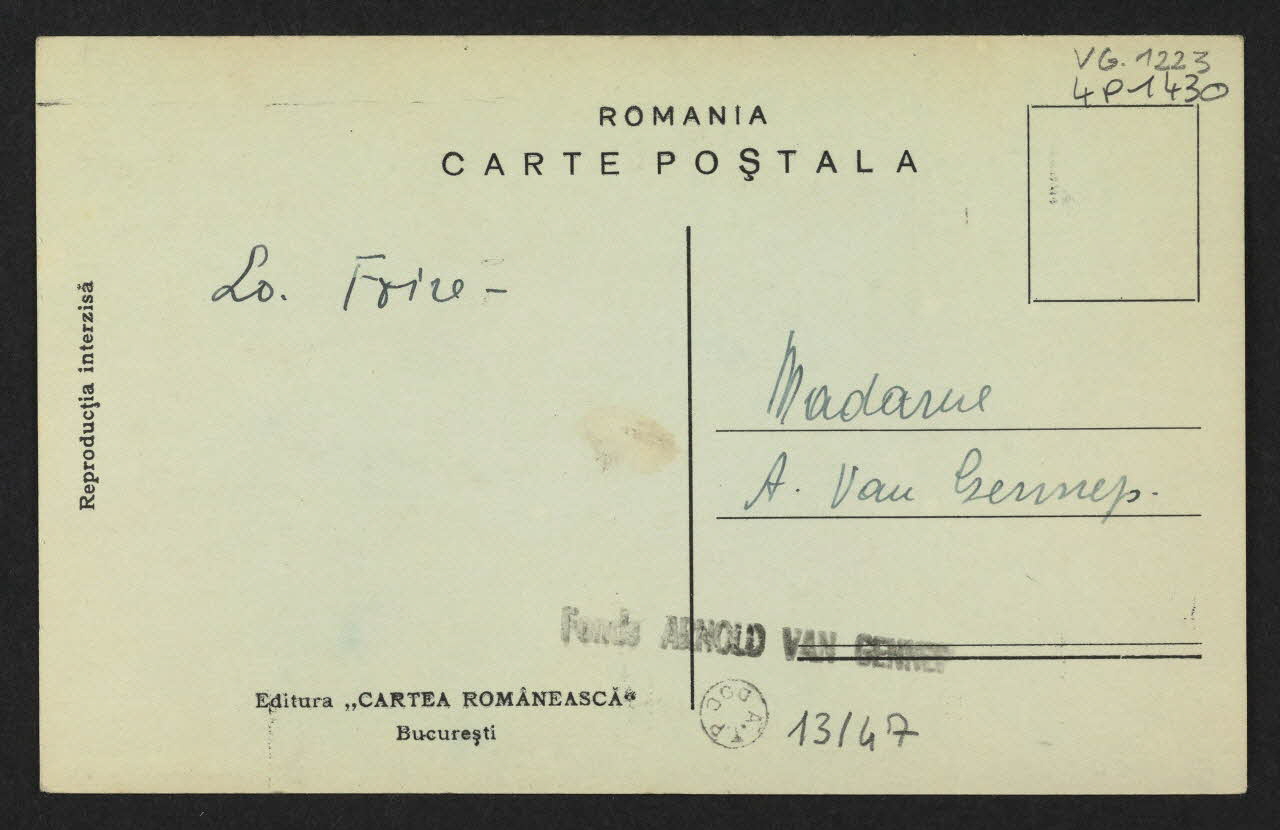 VG. 1223
4P1430
ROMANIA
CARTE POŞTALA
Lo.
Madame
A. Van Gennep.
Reproducţia interzisă
Fonds ARNOLD VAN GENNEP
Editura „CARTEA ROMÂNEASCĂ“
Bucureşti
A.T.P DOC
13/47